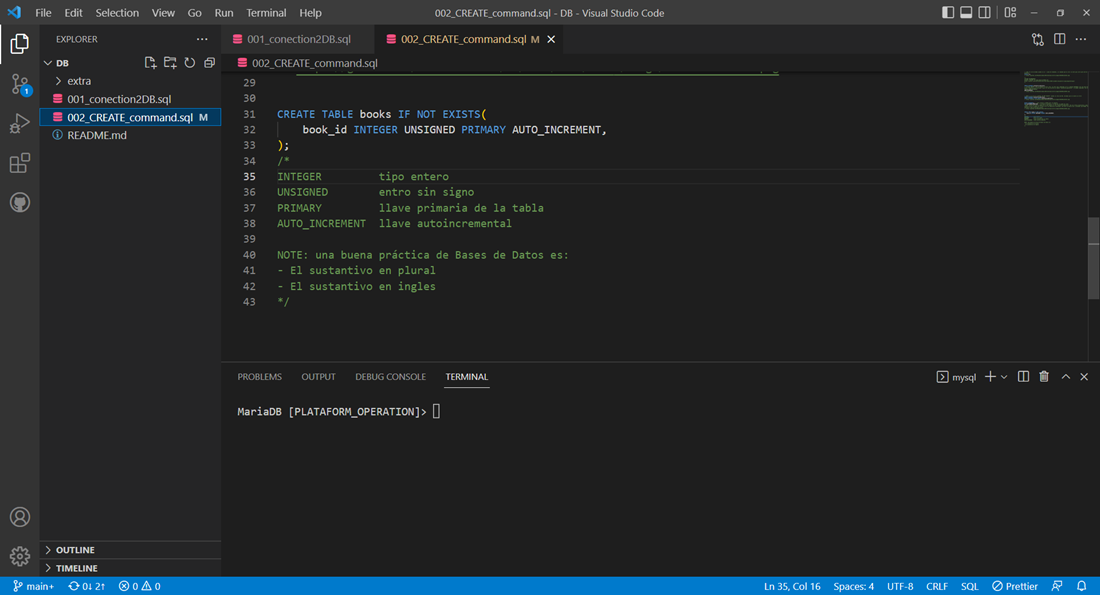 File Edit Selection View Go Run Terminal Help
002_CREATE_command.sql - DB - Visual Studio Code
EXPLORER
DB
extra
001_conection2DB.sql
002_CREATE_command.sql M
README.md
OUTLINE
TIMELINE
1
001_conection2DB.sql
002_CREATE_command.sql M
002_CREATE_command.sql
29
30
31 CREATE TABLE books IF NOT EXISTS(
32 book_id INTEGER UNSIGNED PRIMARY AUTO_INCREMENT,
33 );
34 /*
35 INTEGER tipo entero
36 UNSIGNED entro sin signo
37 PRIMARY llave primaria de la tabla
38 AUTO_INCREMENT llave autoincremental
39
40 NOTE: una buena práctica de Bases de Datos es:
41 - El sustantivo en plural
42 - El sustantivo en ingles
43 */
PROBLEMS OUTPUT DEBUG CONSOLE TERMINAL
mysql
MariaDB [PLATAFORM_OPERATION]>
main+ 0↓ 2↑ 0 0
Ln 35, Col 16 Spaces: 4 UTF-8 CRLF SQL Prettier